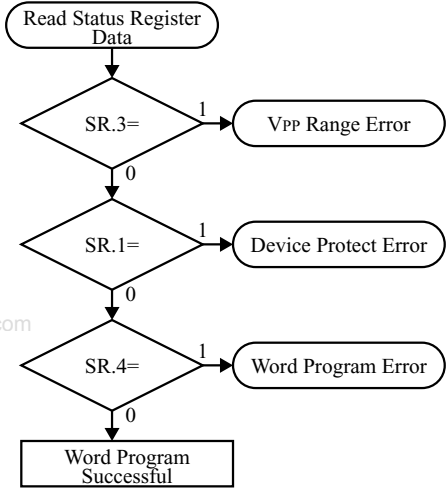 Read Status Register
Data
SR.3=
1
VPP Range Error
0
SR.1=
1
Device Protect Error
0
com
SR.4=
1
Word Program Error
0
Word Program
Successful